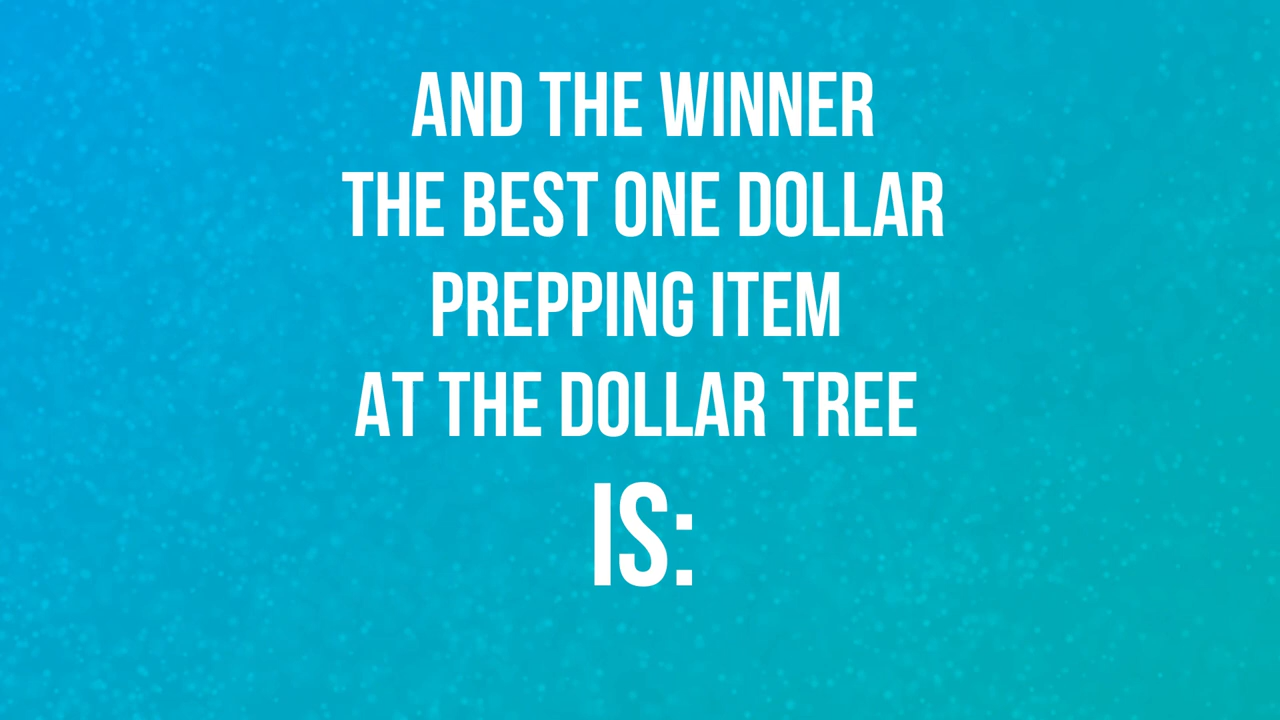 AND THE WINNER
THE BEST ONE DOLLAR
PREPPING ITEM
AT THE DOLLAR TREE
IS: